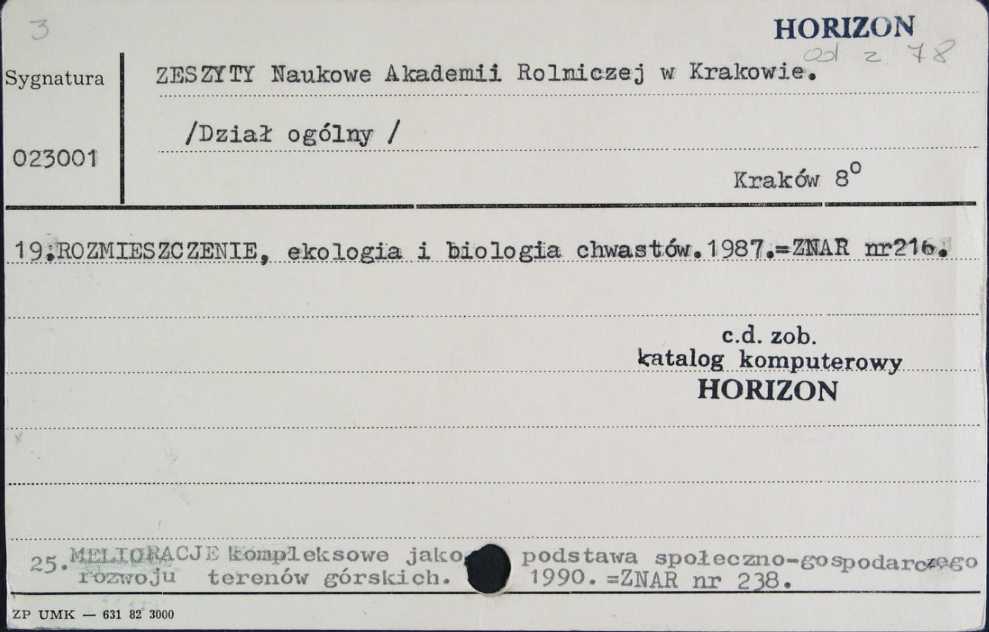 3
HORIZON
od z 78
Sygnatura
ZESZYTY Naukowe Akademii Rolniczej w Krakowie.
/Dział ogólny /
023001
Kraków 8º
19:ROZMIESZCZENIE, ekologia i biologia chwastów.1987.=ZNAR nr216.
c.d. zob.
katalog komputerowy
HORIZON
25.MELIORACJE kompleksowe jako podstawa społeczno-gospodarczego
rozwoju terenów górskich. 1990.=ZNAR nr 238.
ZP UMK — 631 82 3000